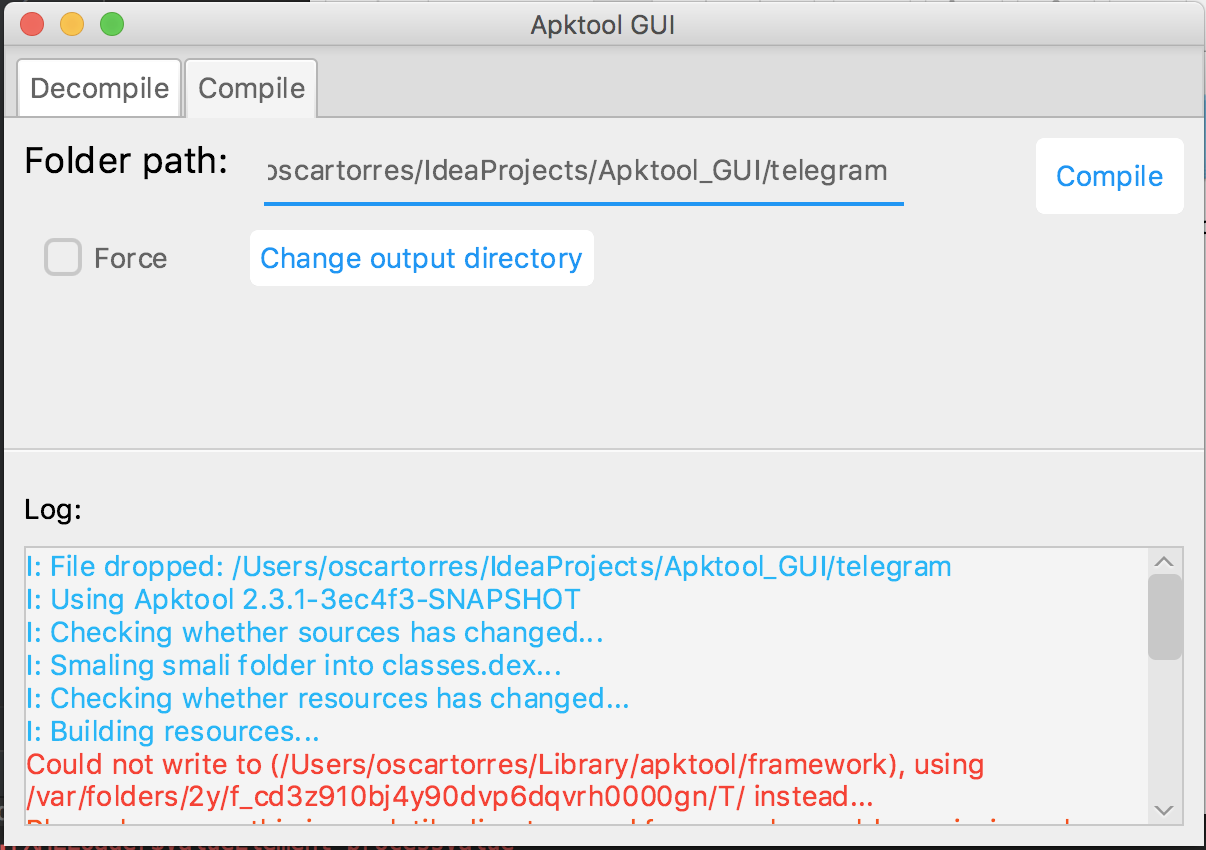 Apktool GUI
Decompile
Compile
Folder path:
oscartorres/IdeaProjects/Apktool_GUI/telegram
Compile
Force
Change output directory
Log:
I: File dropped: /Users/oscartorres/IdeaProjects/Apktool_GUI/telegram
I: Using Apktool 2.3.1-3ec4f3-SNAPSHOT
I: Checking whether sources has changed...
I: Smaling smali folder into classes.dex...
I: Checking whether resources has changed...
I: Building resources...
Could not write to (/Users/oscartorres/Library/apktool/framework), using
/var/folders/2y/f_cd3z910bj4y90dvp6dqvrh0000gn/T/ instead...